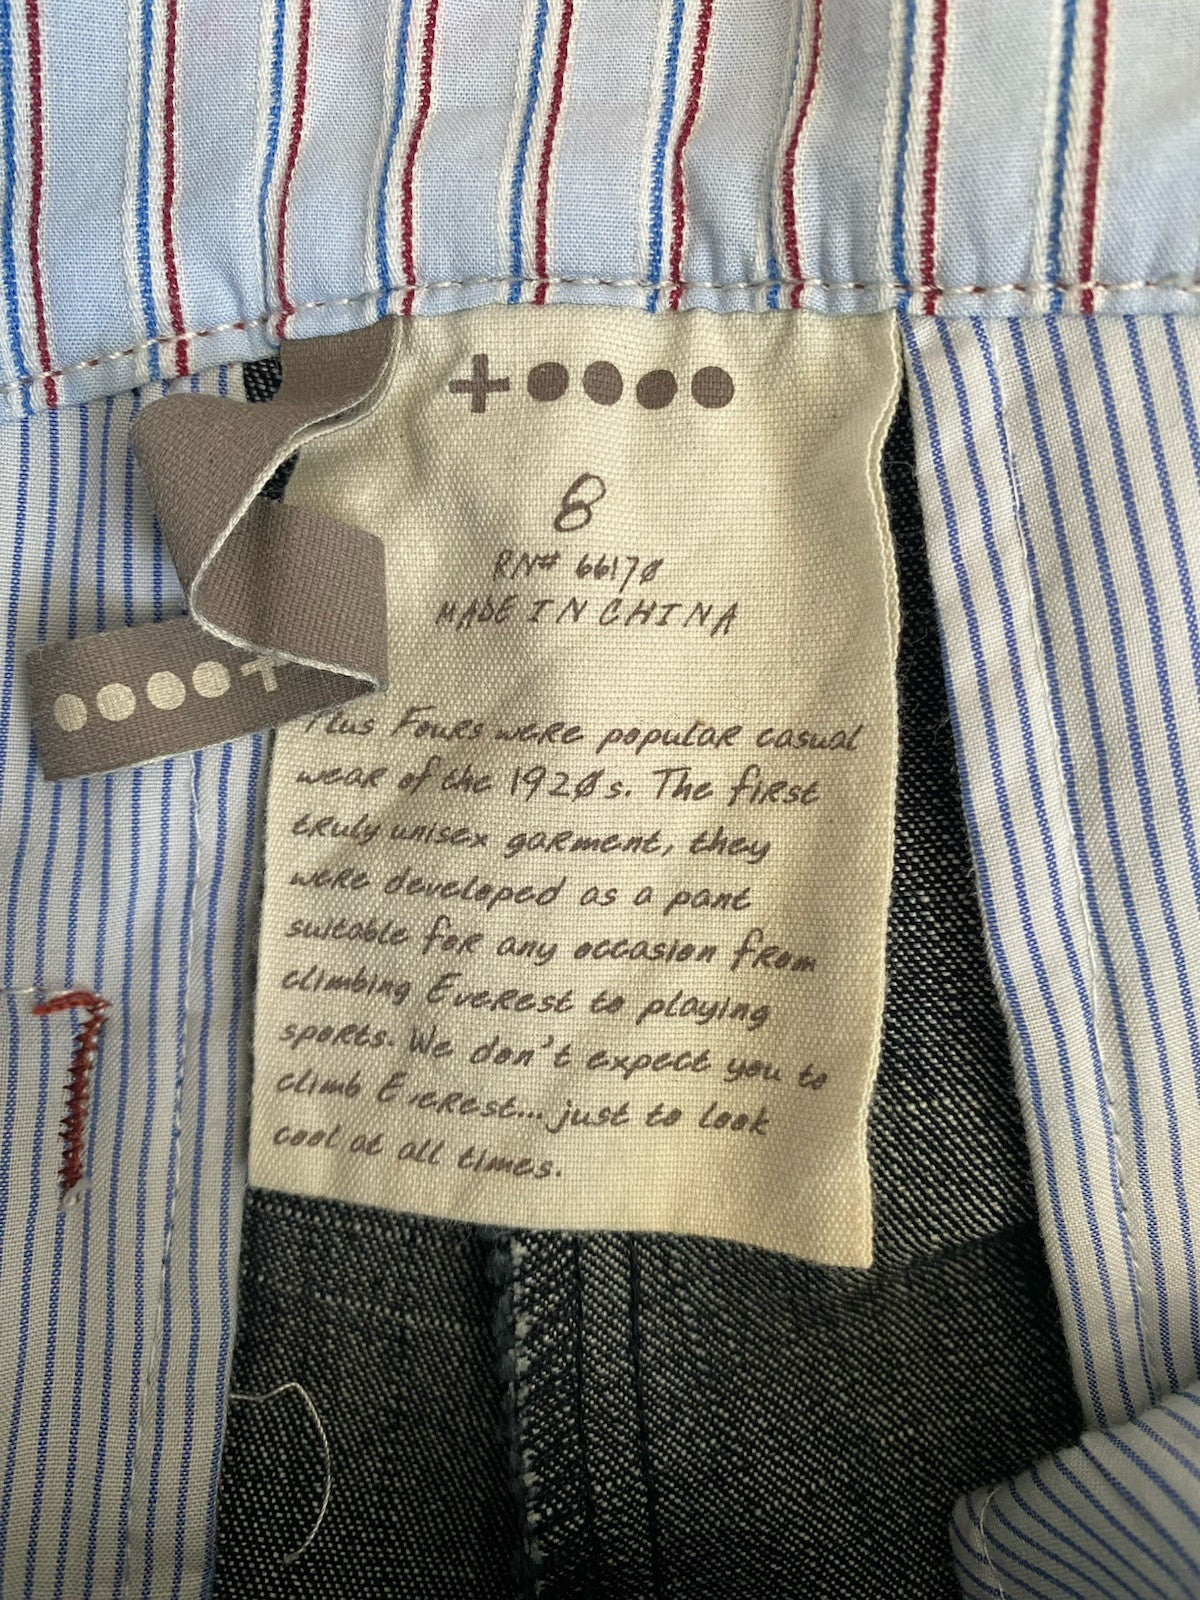 8
RN# 66170
MADE IN CHINA
Plus Fours were popular casual
wear of the 1920s. The first
truly unisex garment, they
were developed as a pant
suitable for any occasion from
climbing Everest to playing
sports. We don't expect you to
climb Everest... just to look
cool at all times.